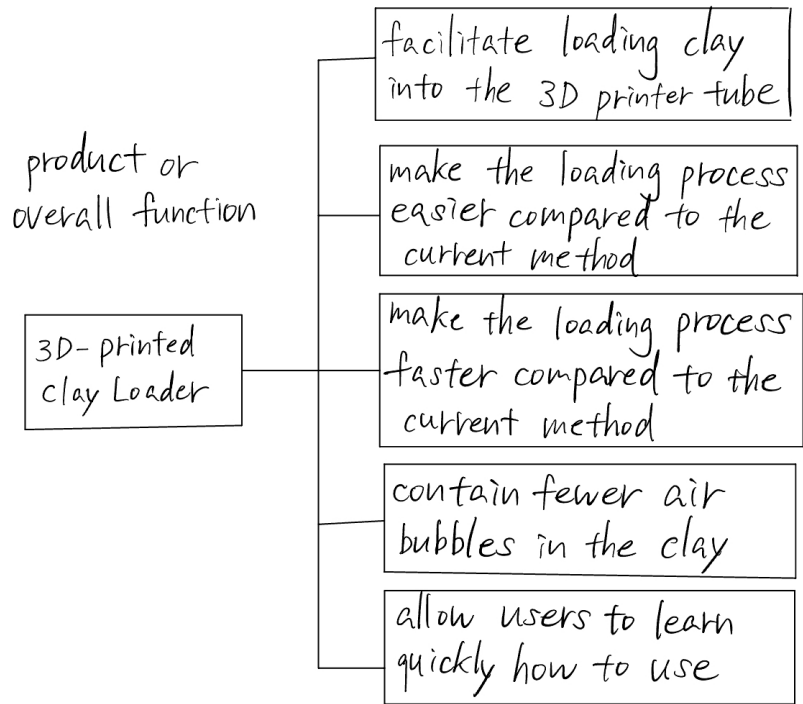 product or
overall function
3D-printed
Clay Loader
facilitate loading clay
into the 3D printer tube
make the loading process
easier compared to the
current method
make the loading process
faster compared to the
current method
contain fewer air
bubbles in the clay
allow users to learn
quickly how to use